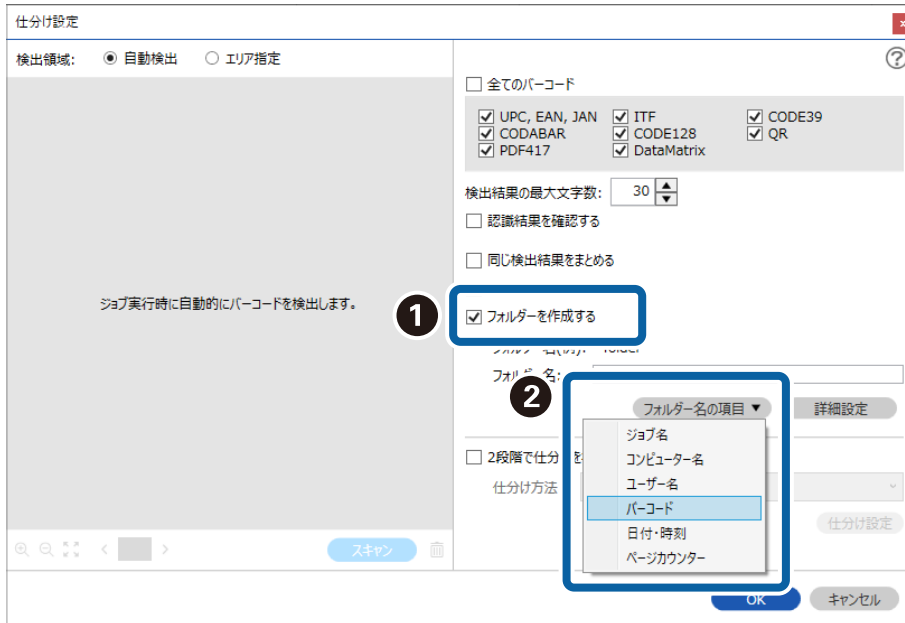 仕分け設定
検出領域: 自動検出 エリア指定
全てのバーコード
UPC, EAN, JAN ITF CODE39
CODABAR CODE128 QR
PDF417 DataMatrix
検出結果の最大文字数: 30
認識結果を確認する
同じ検出結果をまとめる
ジョブ実行時に自動的にバーコードを検出します。
1
フォルダーを作成する
2
フォルダー名の項目▼ 詳細設定
ジョブ名
コンピューター名
ユーザー名
バーコード
日付・時刻
ページカウンター
2段階で仕分
仕分け方法
仕分け設定
スキャン
OK キャンセル